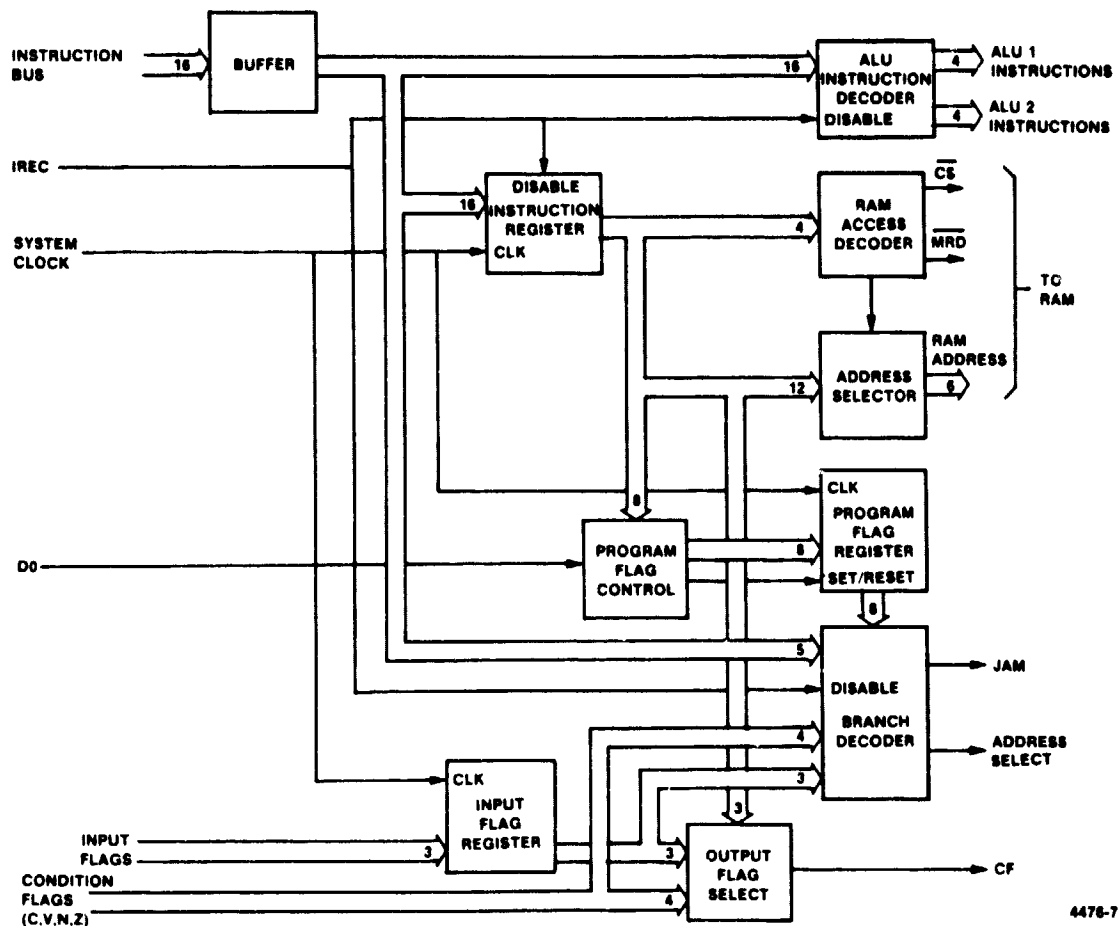 INSTRUCTION
BUS
16
BUFFER
16
ALU
INSTRUCTION
DECODER
DISABLE
4
ALU 1
INSTRUCTIONS
4
ALU 2
INSTRUCTIONS
IREC
SYSTEM
CLOCK
16
DISABLE
INSTRUCTION
REGISTER
CLK
4
RAM
ACCESS
DECODER
CS
MRD
TO
RAM
12
ADDRESS
SELECTOR
RAM
ADDRESS
6
D0
8
PROGRAM
FLAG
CONTROL
8
CLK
PROGRAM
FLAG
REGISTER
SET/RESET
8
5
DISABLE
BRANCH
DECODER
4
3
JAM
ADDRESS
SELECT
INPUT
FLAGS
3
CLK
INPUT
FLAG
REGISTER
CONDITION
FLAGS
(C,V,N,Z)
3
3
4
OUTPUT
FLAG
SELECT
CF
4476-7